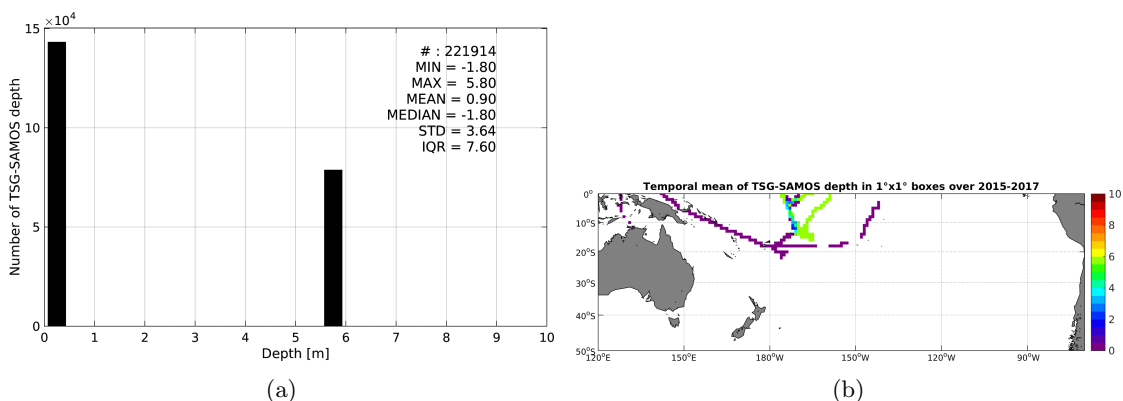 ×10⁴
15
10
5
0
Number of TSG-SAMOS depth
# : 221914
MIN = -1.80
MAX = 5.80
MEAN = 0.90
MEDIAN = -1.80
STD = 3.64
IQR = 7.60
0 1 2 3 4 5 6 7 8 9 10
Depth [m]
(a)
Temporal mean of TSG-SAMOS depth in 1°x1° boxes over 2015-2017
0°
10°S
20°S
30°S
40°S
50°S
120°E 150°E 180°W 150°W 120°W 90°W
10
8
6
4
2
0
(b)